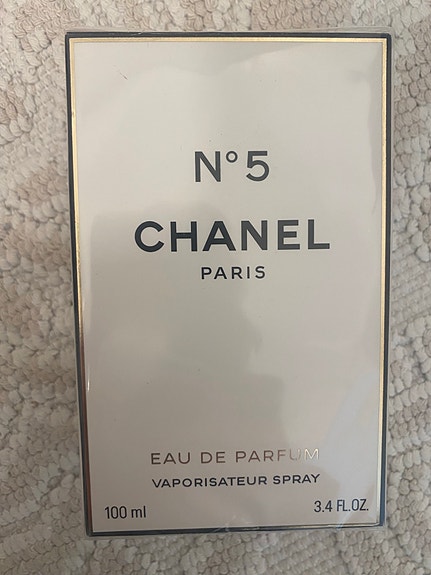 N° 5
CHANEL
PARIS
EAU DE PARFUM
VAPORISATEUR SPRAY
100 ml 3.4 FL.OZ.